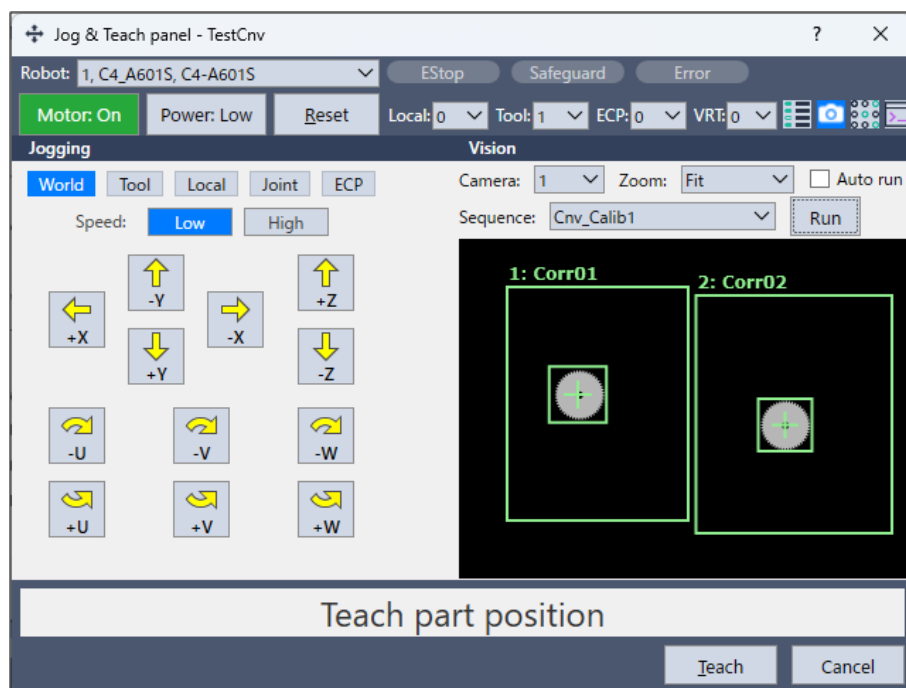 Jog & Teach panel - TestCnv ?
Robot: 1, C4_A601S, C4-A601S EStop Safeguard Error
Motor: On Power: Low Reset Local: 0 Tool: 1 ECP: 0 VRT: 0
Jogging Vision
World Tool Local Joint ECP Camera: 1 Zoom: Fit Auto run
Speed: Low High Sequence: Cnv_Calib1 Run
1: Corr01 2: Corr02
-Y +Z
+X -X
+Y -Z
-U -V -W
+U +V +W
Teach part position
Teach Cancel